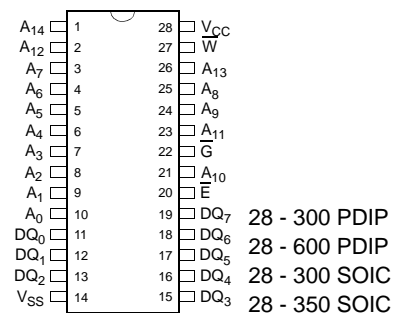 A14 1 28 VCC
A12 2 27 W
A7 3 26 A13
A6 4 25 A8
A5 5 24 A9
A4 6 23 A11
A3 7 22 G
A2 8 21 A10
A1 9 20 E
A0 10 19 DQ7 28 - 300 PDIP
DQ0 11 18 DQ6 28 - 600 PDIP
DQ1 12 17 DQ5
DQ2 13 16 DQ4 28 - 300 SOIC
VSS 14 15 DQ3 28 - 350 SOIC